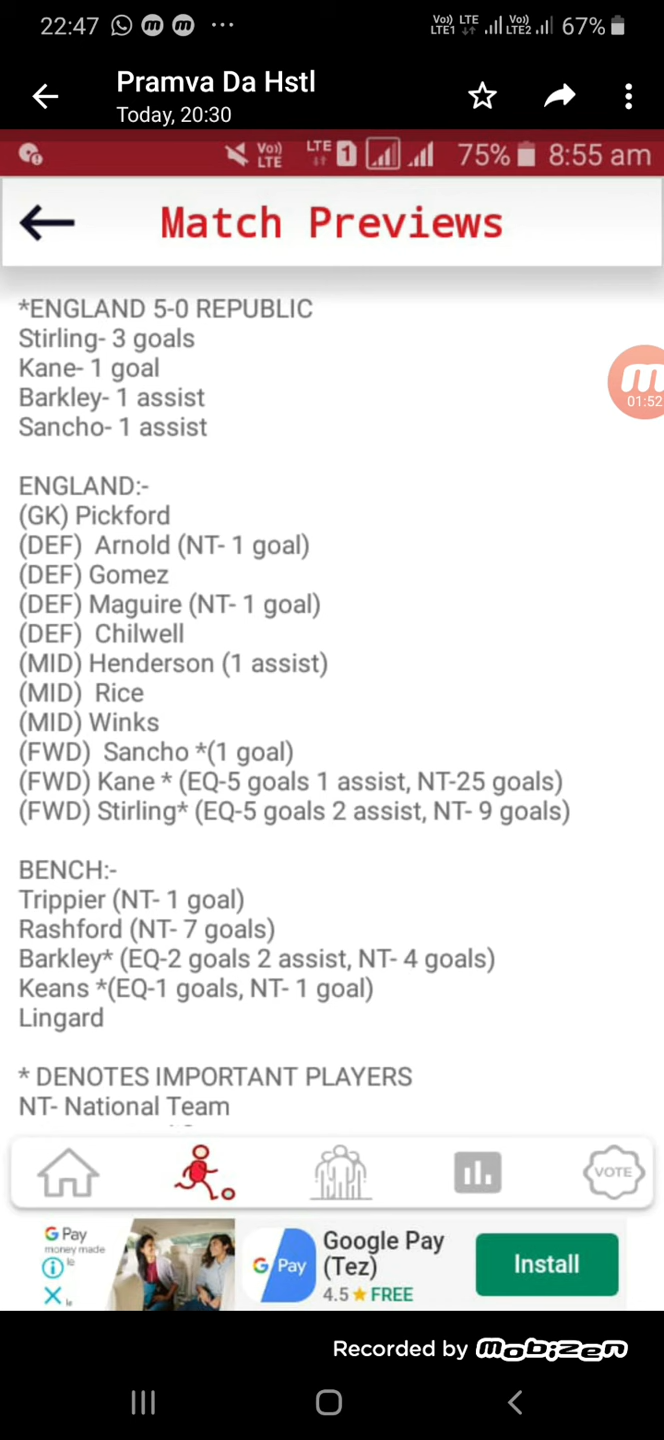 22:47 ... Vo)) LTE LTE1 Vo)) LTE2 67%
Pramva Da Hstl
Today, 20:30
Vo)) LTE LTE 1 75% 8:55 am
Match Previews
*ENGLAND 5-0 REPUBLIC
Stirling- 3 goals
Kane- 1 goal
01:52
Barkley- 1 assist
Sancho- 1 assist
ENGLAND:-
(GK) Pickford
(DEF) Arnold (NT- 1 goal)
(DEF) Gomez
(DEF) Maguire (NT- 1 goal)
(DEF) Chilwell
(MID) Henderson (1 assist)
(MID) Rice
(MID) Winks
(FWD) Sancho *(1 goal)
(FWD) Kane * (EQ-5 goals 1 assist, NT-25 goals)
(FWD) Stirling* (EQ-5 goals 2 assist, NT- 9 goals)
BENCH:-
Trippier (NT- 1 goal)
Rashford (NT- 7 goals)
Barkley* (EQ-2 goals 2 assist, NT- 4 goals)
Keans *(EQ-1 goals, NT- 1 goal)
Lingard
* DENOTES IMPORTANT PLAYERS
NT- National Team
VOTE
G Pay
money made
G Pay
Google Pay
(Tez)
4.5★FREE
Install
Recorded by Mobizen